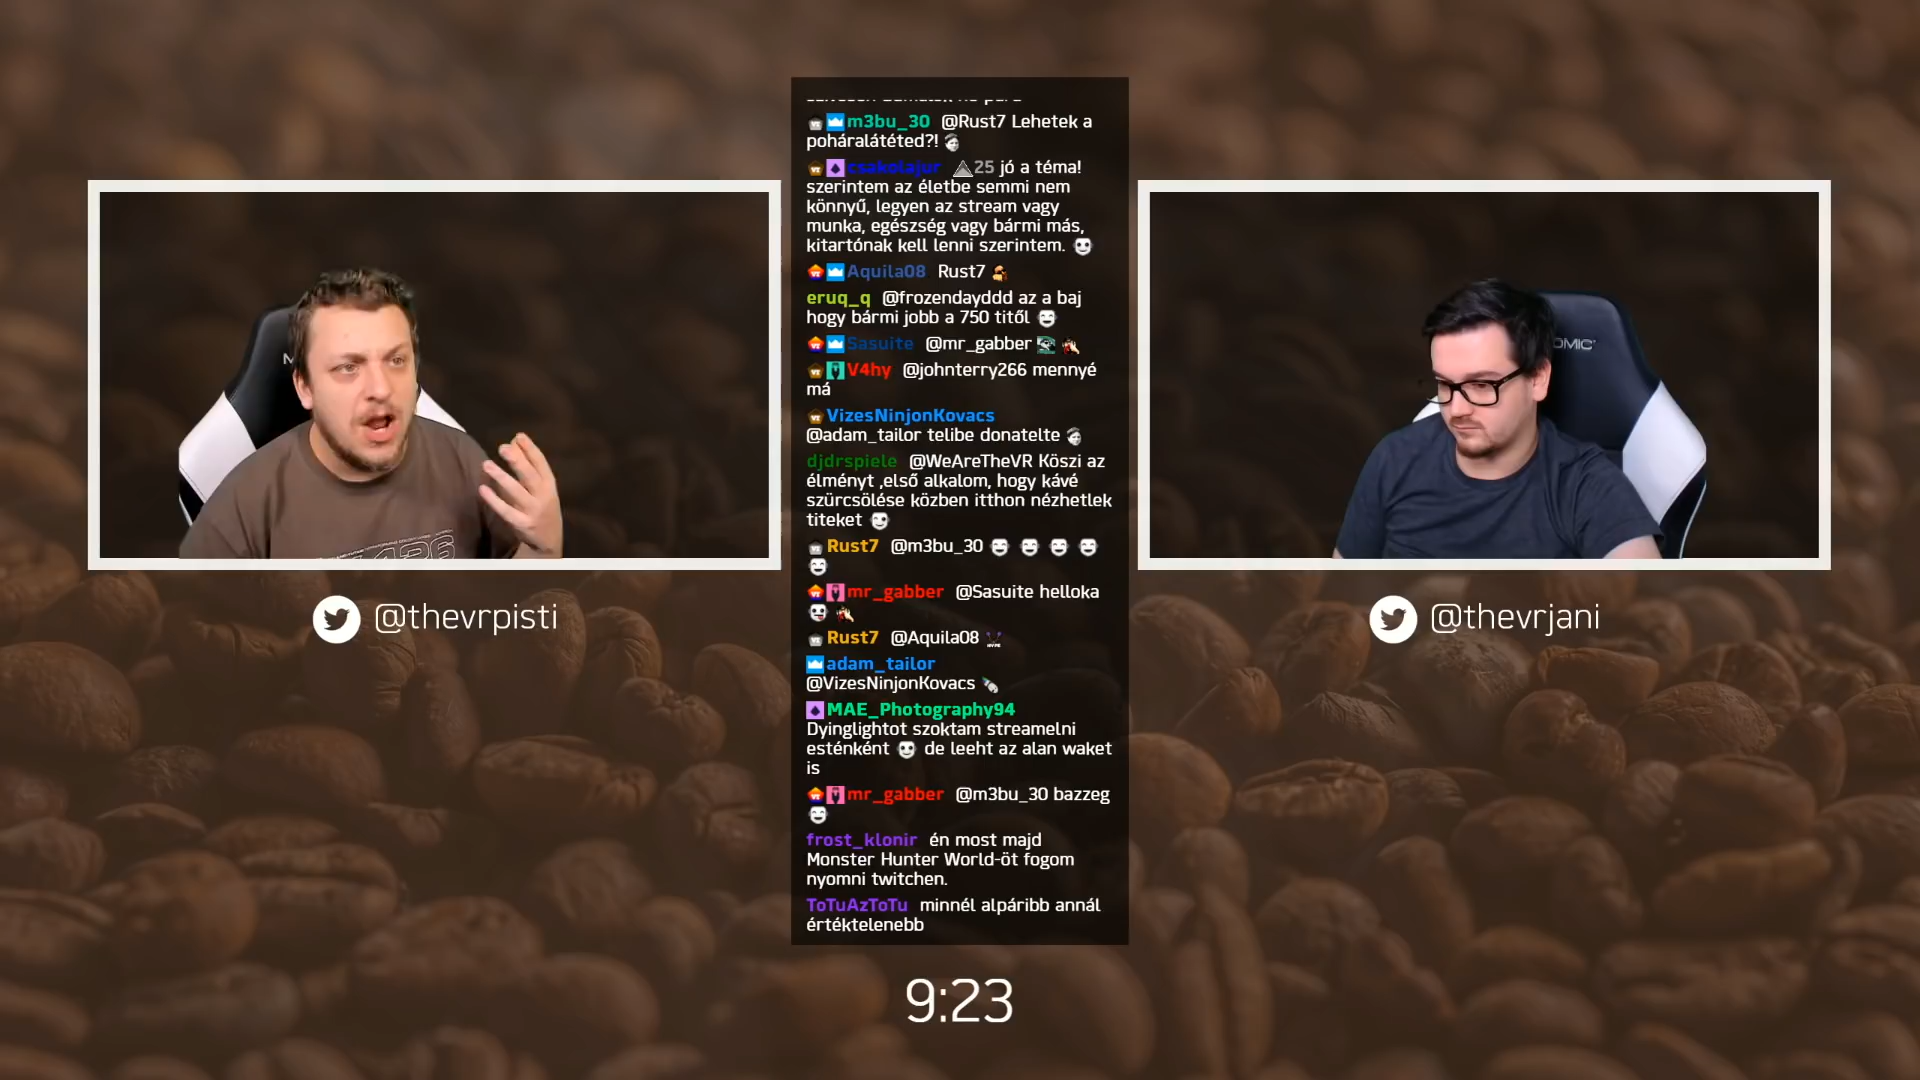 m3bu_30 @Rust7 Lehetek a
poháralátéted?!
csakolajur 25 jó a téma!
szerintem az életbe semmi nem
könnyű, legyen az stream vagy
munka, egészség vagy bármi más,
kitartónak kell lenni szerintem.
Aquila08 Rust7
eruq_q @frozendayddd az a baj
hogy bármi jobb a 750 titől
Sasuite @mr_gabber
V4hy @johnterry266 mennyé
má
VizesNinjonKovacs
@adam_tailor telibe donatelte
djdrspiele @WeAreTheVR Köszi az
élményt ,első alkalom, hogy kávé
szürcsölése közben itthon nézhetlek
titeket
Rust7 @m3bu_30
mr_gabber @Sasuite helloka
Rust7 @Aquila08
adam_tailor
@VizesNinjonKovacs
MAE_Photography94
Dyinglightot szoktam streamelni
esténként de leeht az alan waket
is
mr_gabber @m3bu_30 bazzeg
frost_klonir én most majd
Monster Hunter World-öt fogom
nyomni twitchen.
ToTuAzToTu minnél alpáribb annál
értéktelenebb
@thevrpisti
@thevrjani
9:23